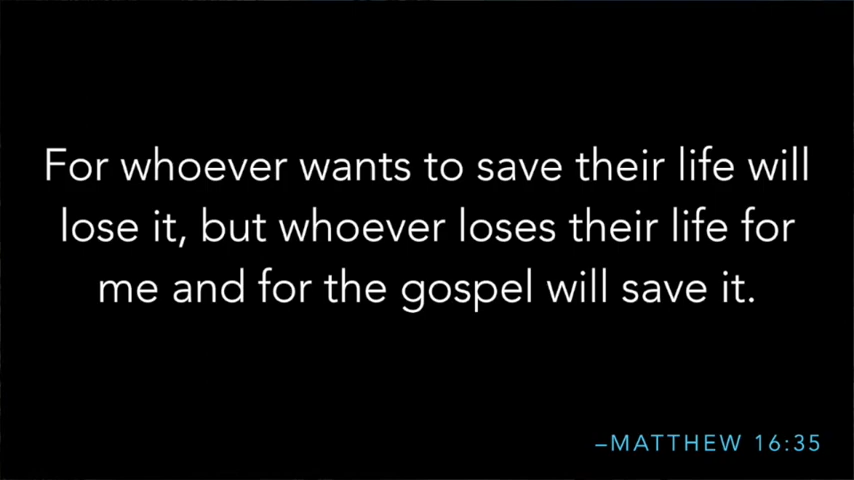 For whoever wants to save their life will
lose it, but whoever loses their life for
me and for the gospel will save it.
–MATTHEW 16:35